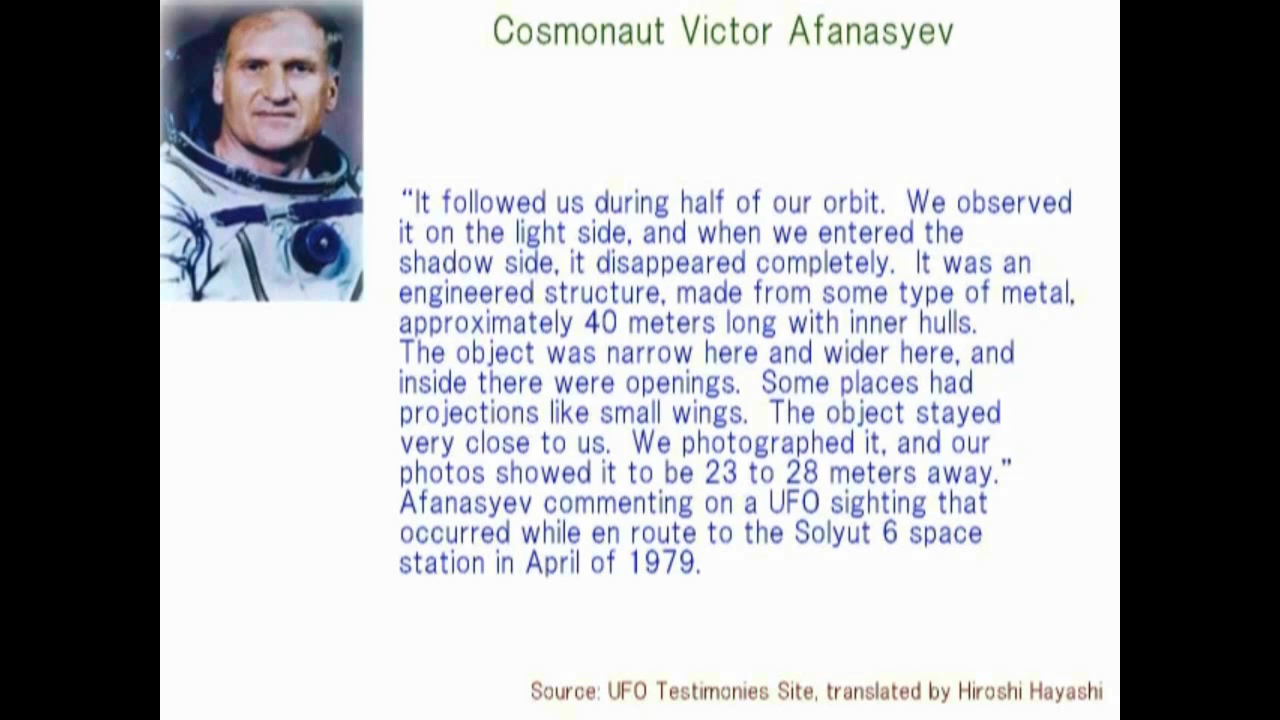 Cosmonaut Victor Afanasyev
“It followed us during half of our orbit. We observed
it on the light side, and when we entered the
shadow side, it disappeared completely. It was an
engineered structure, made from some type of metal,
approximately 40 meters long with inner hulls.
The object was narrow here and wider here, and
inside there were openings. Some places had
projections like small wings. The object stayed
very close to us. We photographed it, and our
photos showed it to be 23 to 28 meters away.”
Afanasyev commenting on a UFO sighting that
occurred while en route to the Solyut 6 space
station in April of 1979.
Source: UFO Testimonies Site, translated by Hiroshi Hayashi